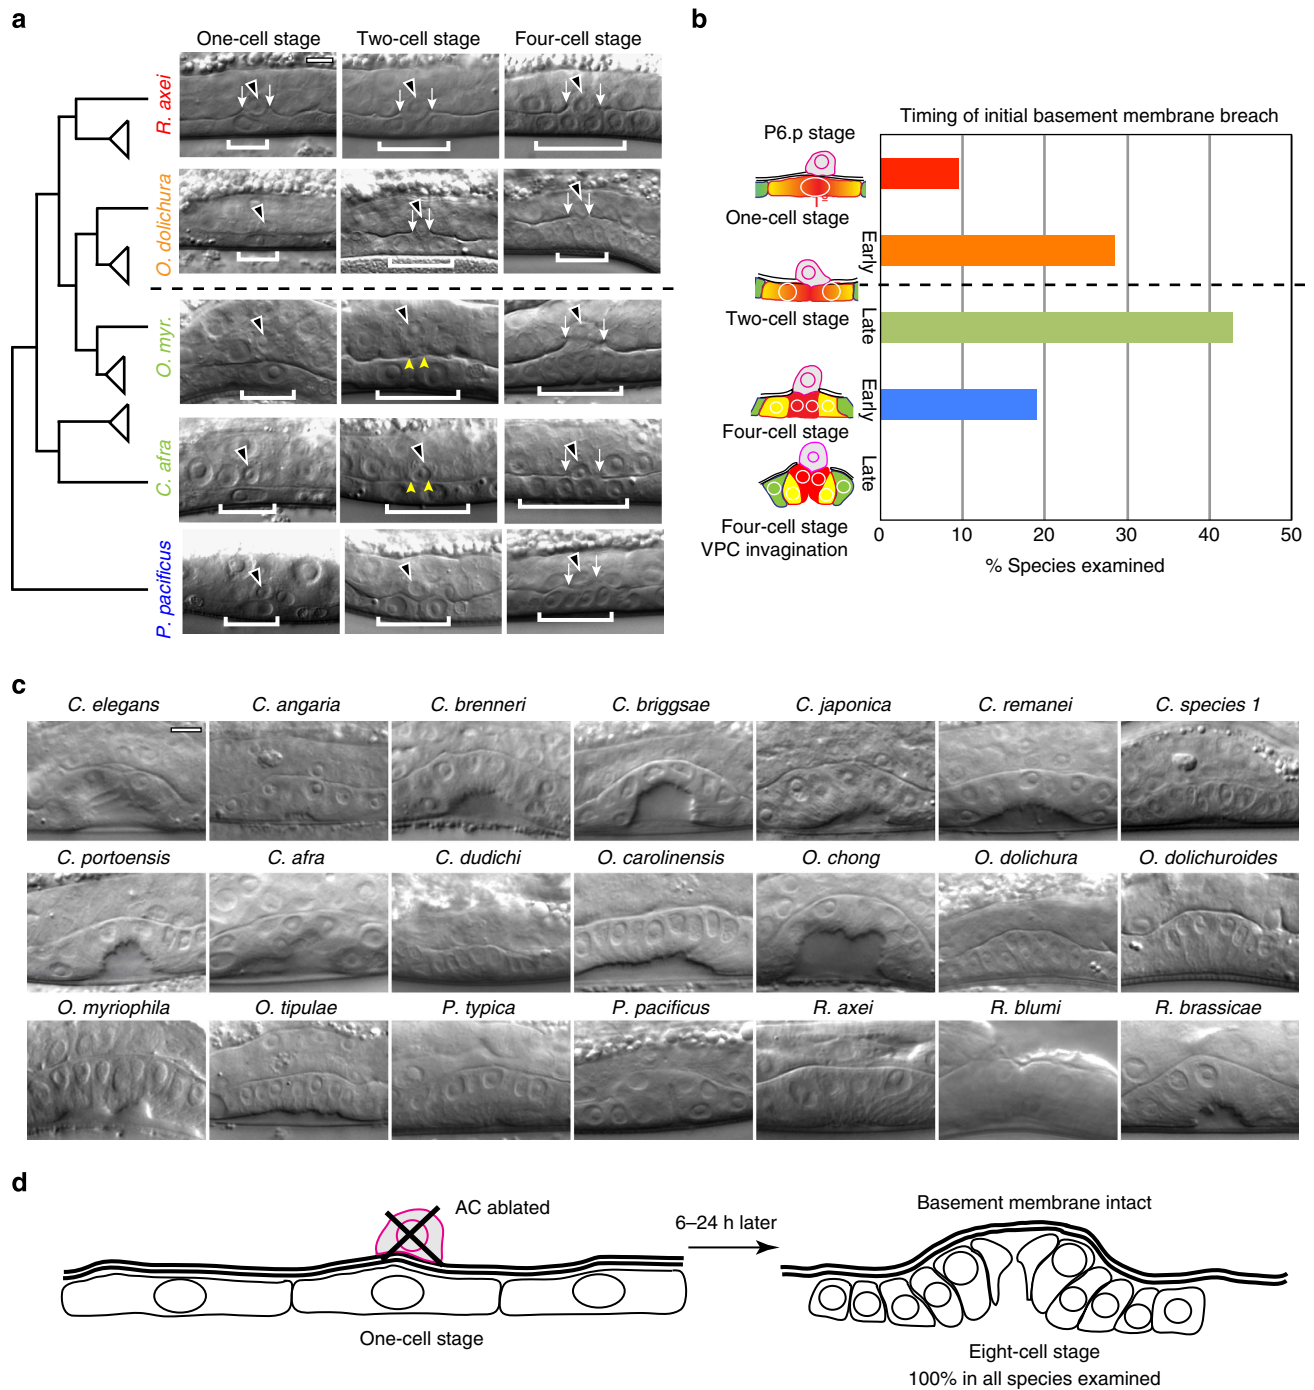 a
One-cell stage
Two-cell stage
Four-cell stage
R. axei
O. dolichura
O. myr.
C. afra
P. pacificus
b
Timing of initial basement membrane breach
P6.p stage
1°
One-cell stage
Early
Two-cell stage
Late
Early
Four-cell stage
Late
Four-cell stage
VPC invagination
0 10 20 30 40 50
% Species examined
c
C. elegans C. angaria C. brenneri C. briggsae C. japonica C. remanei C. species 1
C. portoensis C. afra C. dudichi O. carolinensis O. chong O. dolichura O. dolichuroides
O. myriophila O. tipulae P. typica P. pacificus R. axei R. blumi R. brassicae
d
AC ablated
6–24 h later
Basement membrane intact
One-cell stage
Eight-cell stage
100% in all species examined